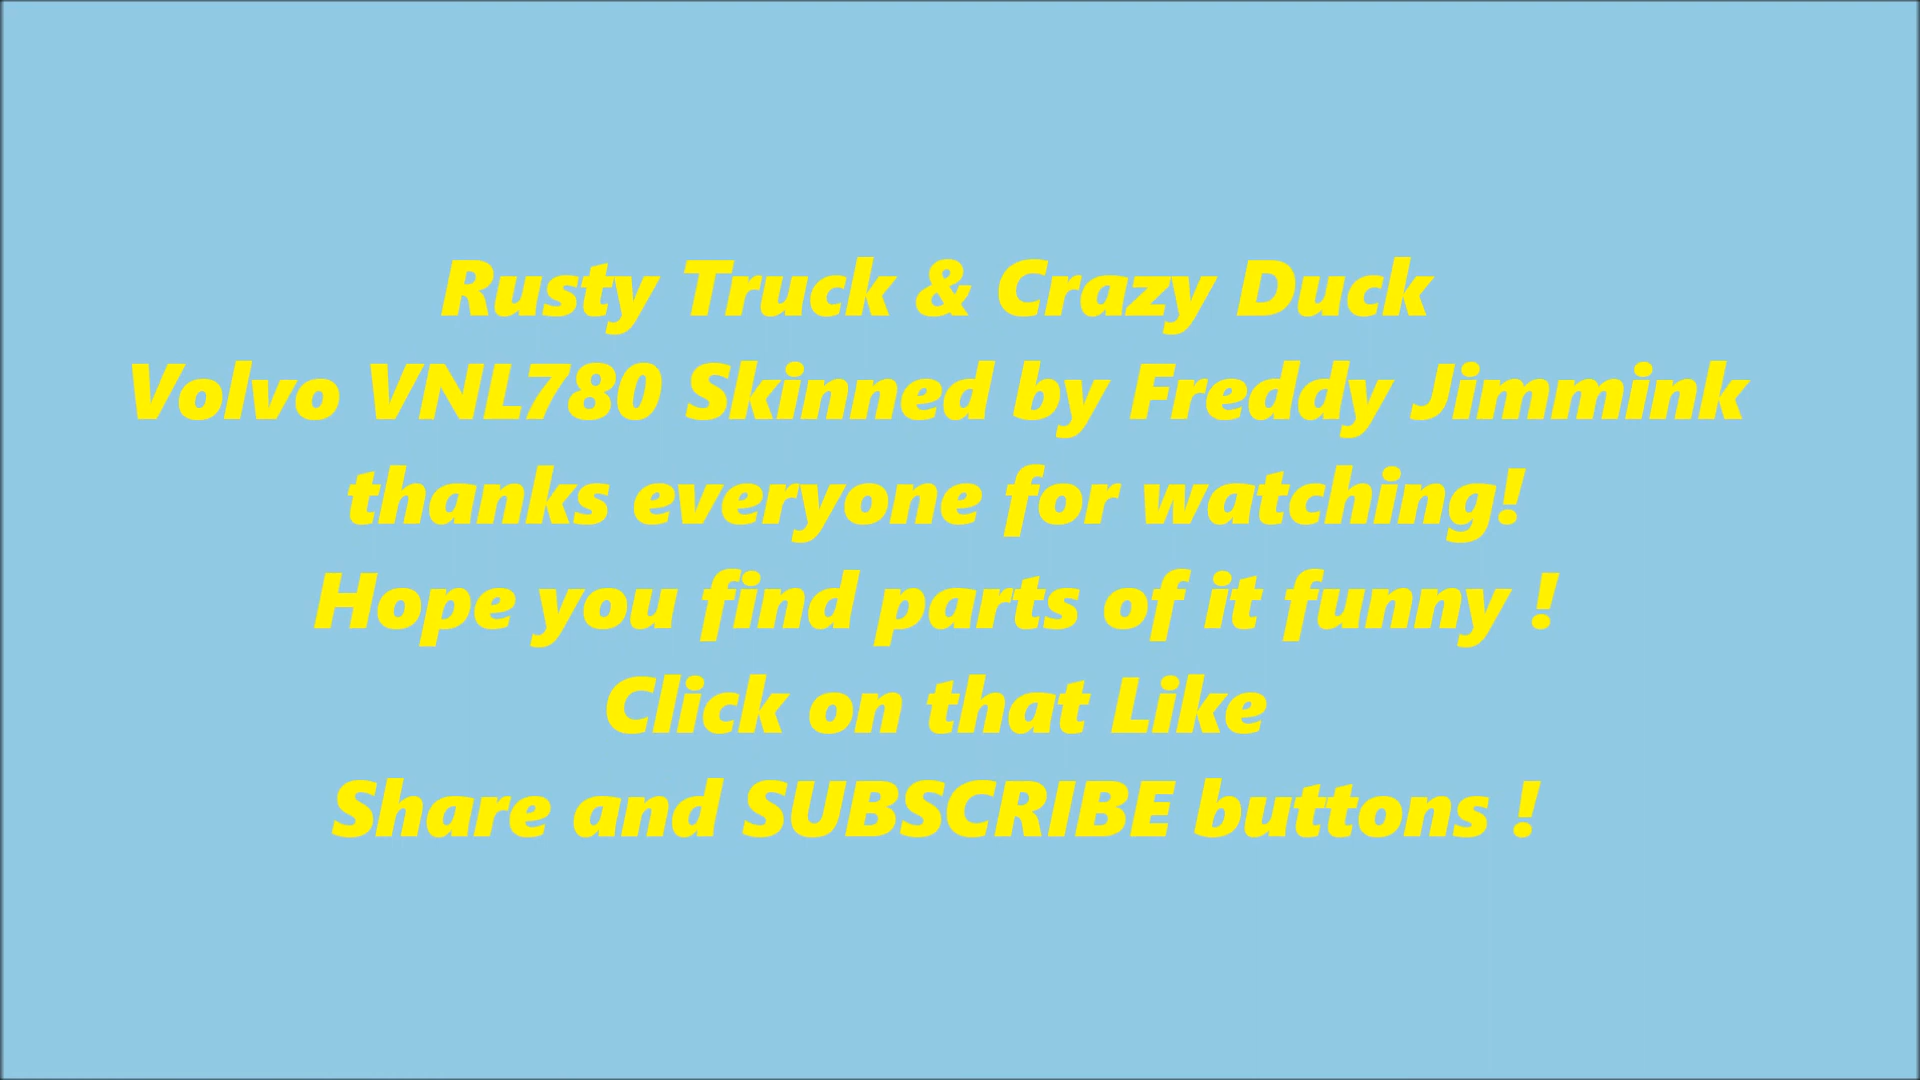 Rusty Truck & Crazy Duck
Volvo VNL780 Skinned by Freddy Jimmink
thanks everyone for watching!
Hope you find parts of it funny !
Click on that Like
Share and SUBSCRIBE buttons !